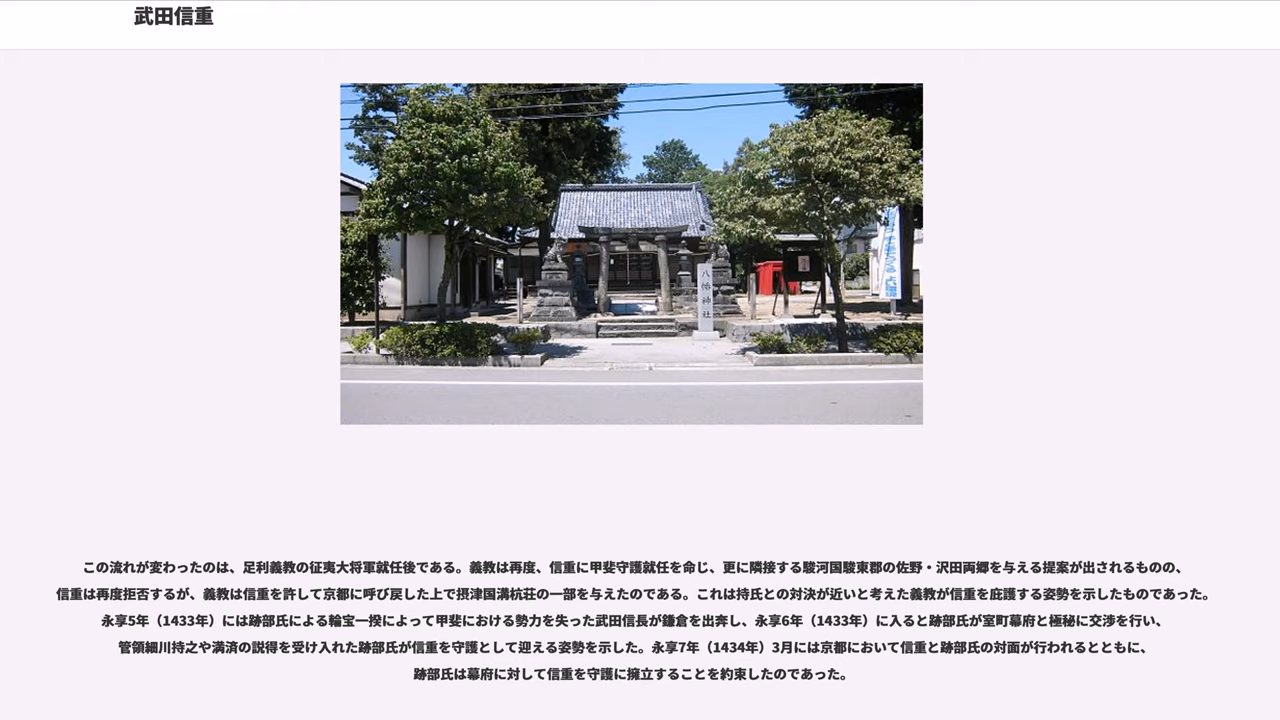 武田信重
八幡神社
この流れが変わったのは、足利義教の征夷大将軍就任後である。義教は再度、信重に甲斐守護就任を命じ、更に隣接する駿河国駿東郡の佐野・沢田両郷を与える提案が出されるものの、
信重は再度拒否するが、義教は信重を許して京都に呼び戻した上で摂津国溝杭荘の一部を与えたのである。これは持氏との対決が近いと考えた義教が信重を庇護する姿勢を示したものであった。
永享5年（1433年）には跡部氏による輪宝一揆によって甲斐における勢力を失った武田信長が鎌倉を出奔し、永享6年（1433年）に入ると跡部氏が室町幕府と極秘に交渉を行い、
管領細川持之や満済の説得を受け入れた跡部氏が信重を守護として迎える姿勢を示した。永享7年（1434年）3月には京都において信重と跡部氏の対面が行われるとともに、
跡部氏は幕府に対して信重を守護に擁立することを約束したのであった。